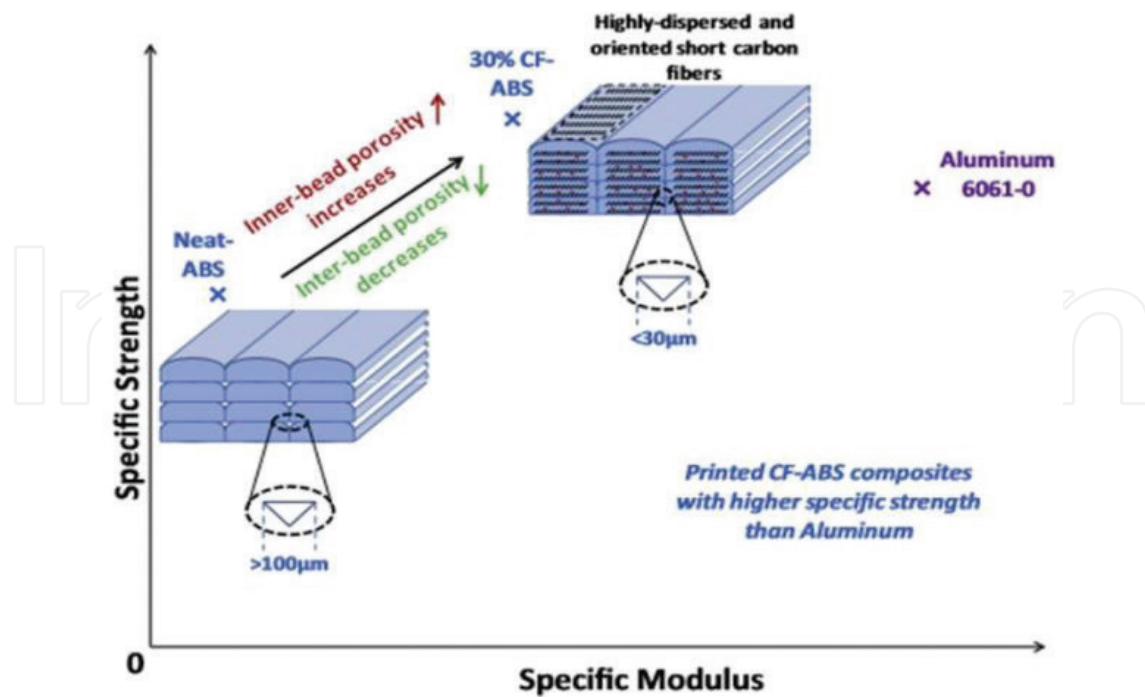 Highly-dispersed and
oriented short carbon
fibers
30% CF-
ABS
Inner-bead porosity
increases
Inter-bead porosity
decreases
Neat-
ABS
Aluminum
6061-0
<30µm
>100µm
Printed CF-ABS composites
with higher specific strength
than Aluminum
Specific Strength
0
Specific Modulus